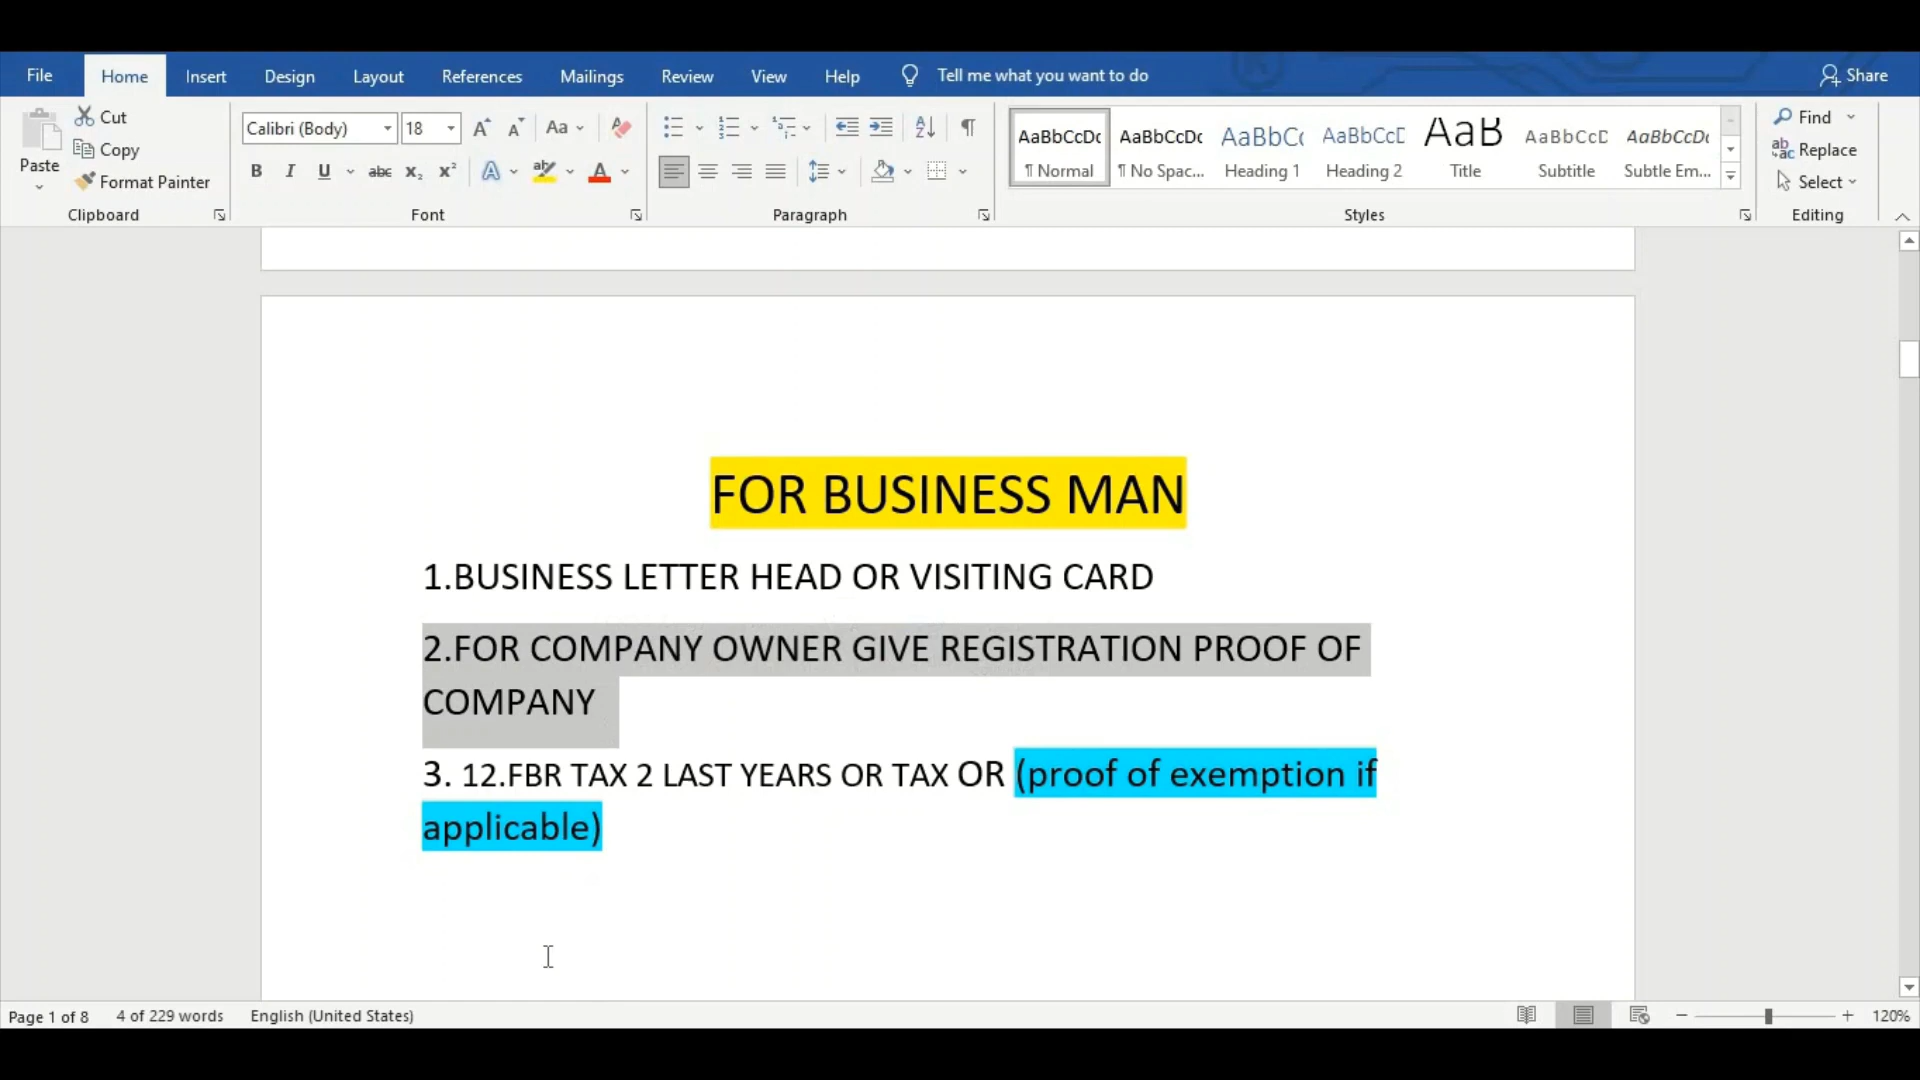 File Home Insert Design Layout References Mailings Review View Help Tell me what you want to do Share
Cut
Copy
Format Painter
Paste
Clipboard
Calibri (Body) 18 Aa
B I U abc x₂ x² A ab A
Font
Paragraph
AaBbCcDc AaBbCcDc AaBbC( AaBbCcD AaB AaBbCcD AaBbCcDc
¶ Normal ¶ No Spac... Heading 1 Heading 2 Title Subtitle Subtle Em...
Styles
Find
Replace
Select
Editing
FOR BUSINESS MAN
1.BUSINESS LETTER HEAD OR VISITING CARD
2.FOR COMPANY OWNER GIVE REGISTRATION PROOF OF
COMPANY
3. 12.FBR TAX 2 LAST YEARS OR TAX OR (proof of exemption if
applicable)
Page 1 of 8 4 of 229 words English (United States) 120%